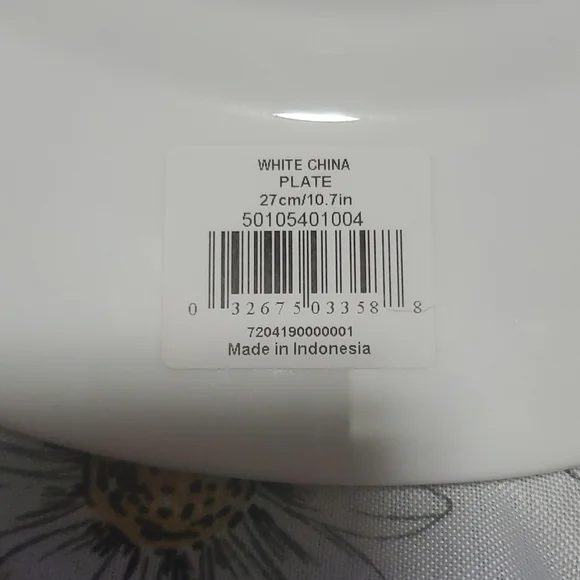 WHITE CHINA
PLATE
27cm/10.7in
50105401004
0 32675 03358 8
7204190000001
Made in Indonesia